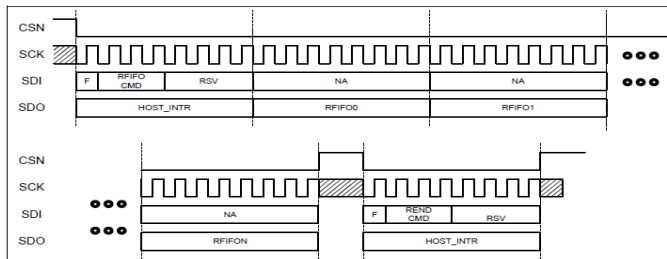 CSN
SCK
SDI F RFIFO CMD RSV NA NA
SDO HOST_INTR RFIFO0 RFIFO1
CSN
SCK
SDI NA F REND CMD RSV
SDO RFIFON HOST_INTR